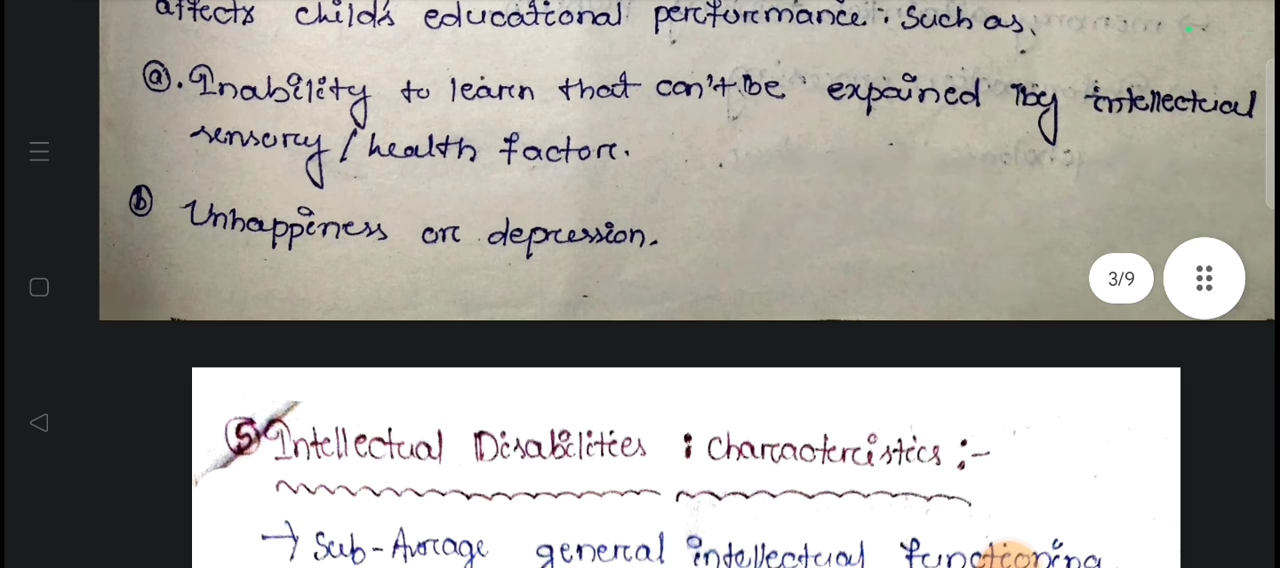 affects child's educational performance. Such as,
ⓐ. Inability to learn that can't be expained by intellectual
sensory / health factor.
ⓑ Unhappiness or depression.
3/9
⑤ Intellectual Disabilities : Characteristics :-
→ Sub-Average general intellectual functioning